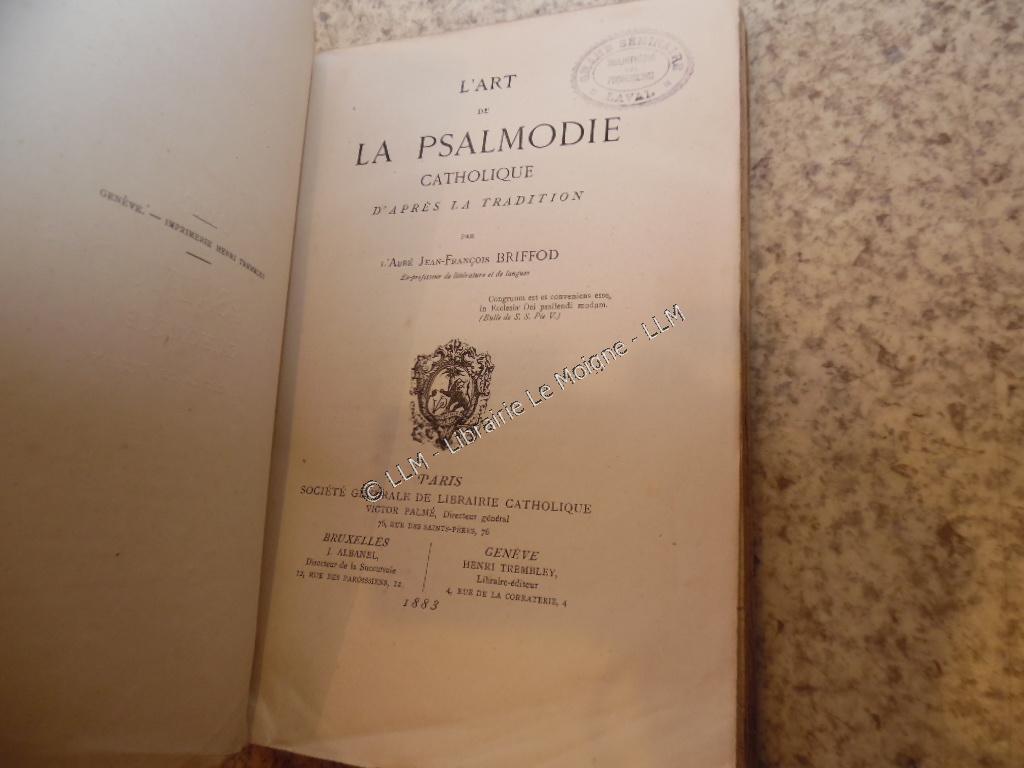 GENÈVE. — IMPRIMERIE HENRI TREMBLEY
GRAND SEMINAIRE
LAVAL
L'ART
DE
LA PSALMODIE
CATHOLIQUE
D'APRÈS LA TRADITION
PAR
L'ABBÉ JEAN-FRANÇOIS BRIFFOD
Ex-professeur de littérature et de langues
Congruum est et conveniens esse,
in Ecclesia Dei psallendi modum.
(Bulle de S. S. Pie V.)
© LLM - Librairie Le Moigne - LLM
PARIS
SOCIÉTÉ GÉNÉRALE DE LIBRAIRIE CATHOLIQUE
VICTOR PALMÉ, Directeur général
76, RUE DES SAINTS-PÈRES, 76
BRUXELLES
J. ALBANEL,
Directeur de la Succursale
12, RUE DES PAROISSIENS, 12
GENÈVE
HENRI TREMBLEY,
Libraire-éditeur
4, RUE DE LA CORRATERIE, 4
1883